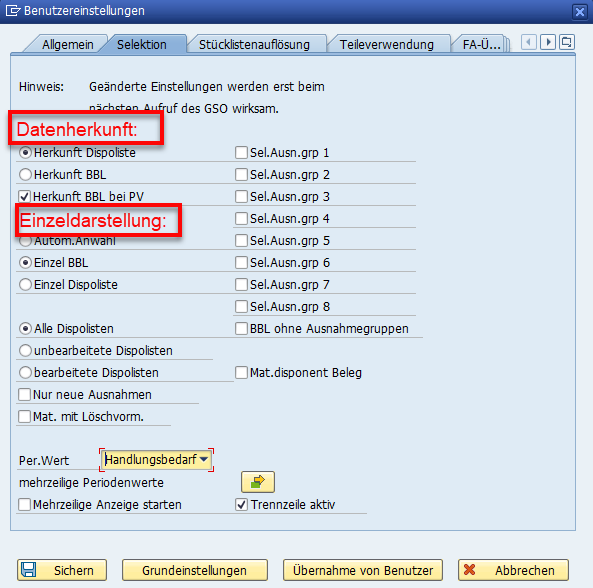 Benutzereinstellungen
Allgemein Selektion Stücklistenauflösung Teileverwendung FA-Ü...
Hinweis: Geänderte Einstellungen werden erst beim
nächsten Aufruf des GSO wirksam.
Datenherkunft:
Herkunft Dispoliste Sel.Ausn.grp 1
Herkunft BBL Sel.Ausn.grp 2
Herkunft BBL bei PV Sel.Ausn.grp 3
Einzeldarstellung: Sel.Ausn.grp 4
Autom.Anwahl Sel.Ausn.grp 5
Einzel BBL Sel.Ausn.grp 6
Einzel Dispoliste Sel.Ausn.grp 7
Sel.Ausn.grp 8
Alle Dispolisten BBL ohne Ausnahmegruppen
unbearbeitete Dispolisten
bearbeitete Dispolisten Mat.disponent Beleg
Nur neue Ausnahmen
Mat. mit Löschvorm.
Per.Wert Handlungsbedarf
mehrzeilige Periodenwerte
Mehrzeilige Anzeige starten Trennzeile aktiv
Sichern Grundeinstellungen Übernahme von Benutzer Abbrechen